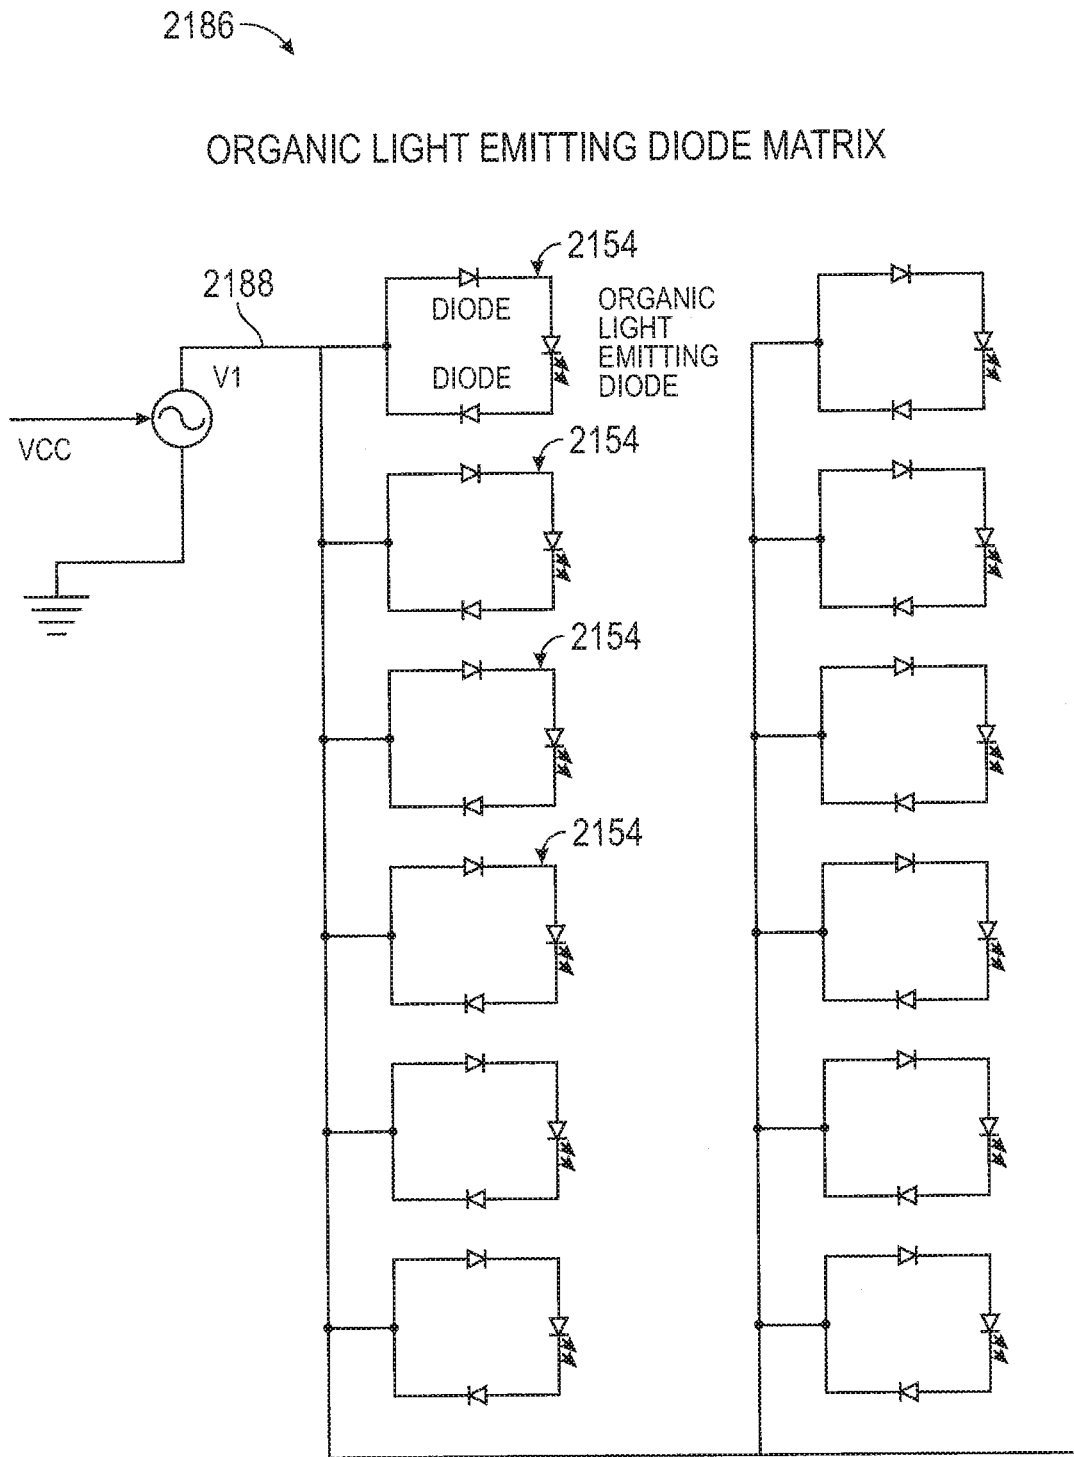 2186
ORGANIC LIGHT EMITTING DIODE MATRIX
2154
2188
DIODE
ORGANIC
LIGHT
EMITTING
DIODE
V1
DIODE
VCC
2154
2154
2154